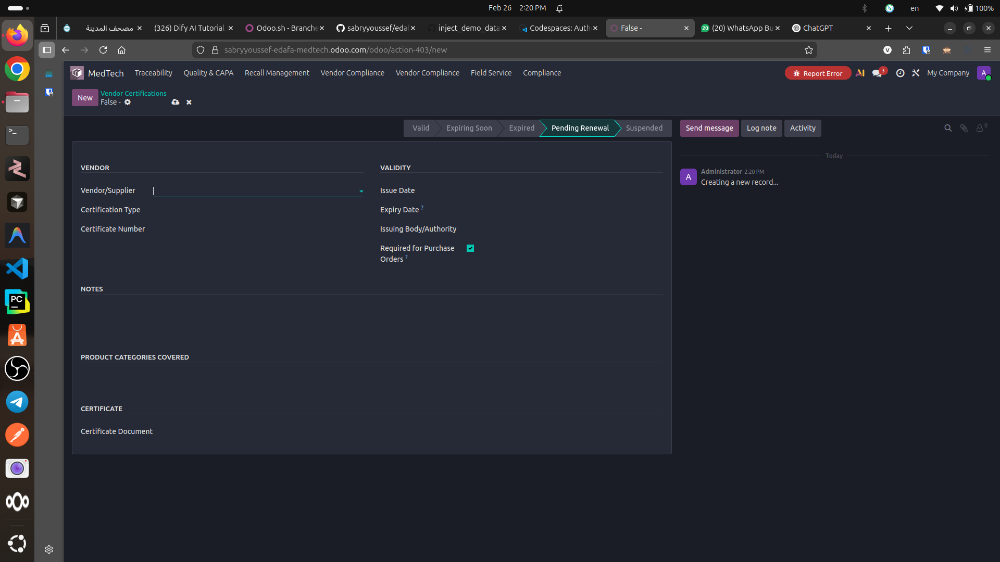 Feb 26 2:20 PM
en
100%
مصحف المدينة
(326) Dify AI Tutorial
Odoo.sh - Branche
sabryyoussef/edaf
inject_demo_data
Codespaces: Auth
False -
(20) WhatsApp Bu
ChatGPT
sabryyoussef-edafa-medtech.odoo.com/odoo/action-403/new
MedTech
Traceability
Quality & CAPA
Recall Management
Vendor Compliance
Vendor Compliance
Field Service
Compliance
Report Error
3
My Company
A
New
Vendor Certifications
False -
Valid
Expiring Soon
Expired
Pending Renewal
Suspended
Send message
Log note
Activity
0
VENDOR
Vendor/Supplier
Certification Type
Certificate Number
VALIDITY
Issue Date
Expiry Date ?
Issuing Body/Authority
Required for Purchase
Orders ?
NOTES
PRODUCT CATEGORIES COVERED
CERTIFICATE
Certificate Document
Today
A
Administrator 2:20 PM
Creating a new record...